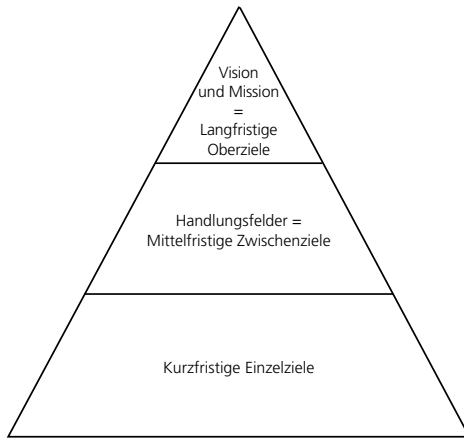 Vision
und Mission
=
Langfristige
Oberziele
Handlungsfelder =
Mittelfristige Zwischenziele
Kurzfristige Einzelziele